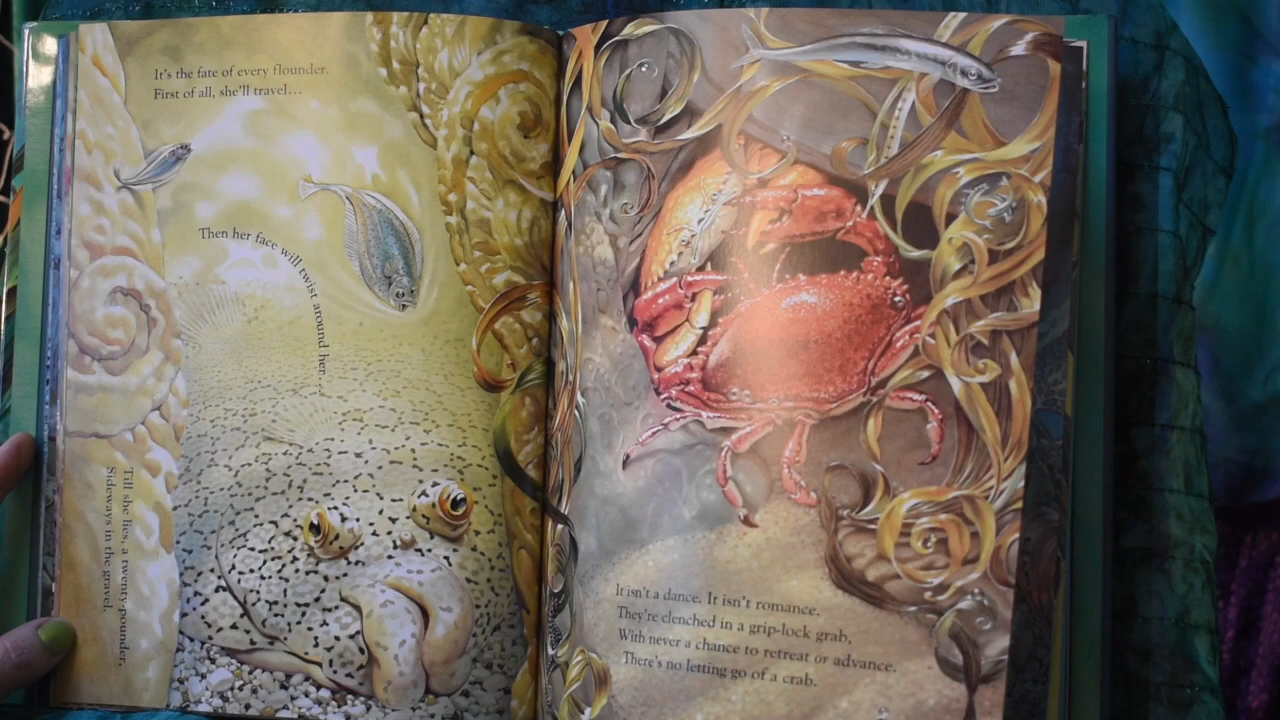 It's the fate of every flounder.
First of all, she'll travel...
Then her face will twist around her...
Till she lies, a twenty-pounder,
Sideways in the gravel.
It isn't a dance. It isn't romance.
They're clenched in a grip-lock grab,
With never a chance to retreat or advance.
There's no letting go of a crab.